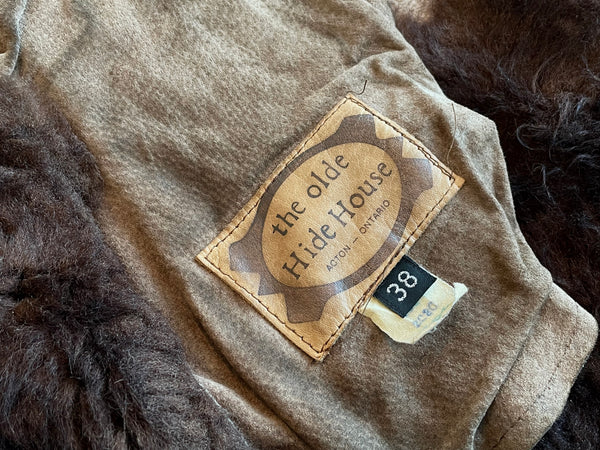 the olde
Hide House
ACTON — ONTARIO
38